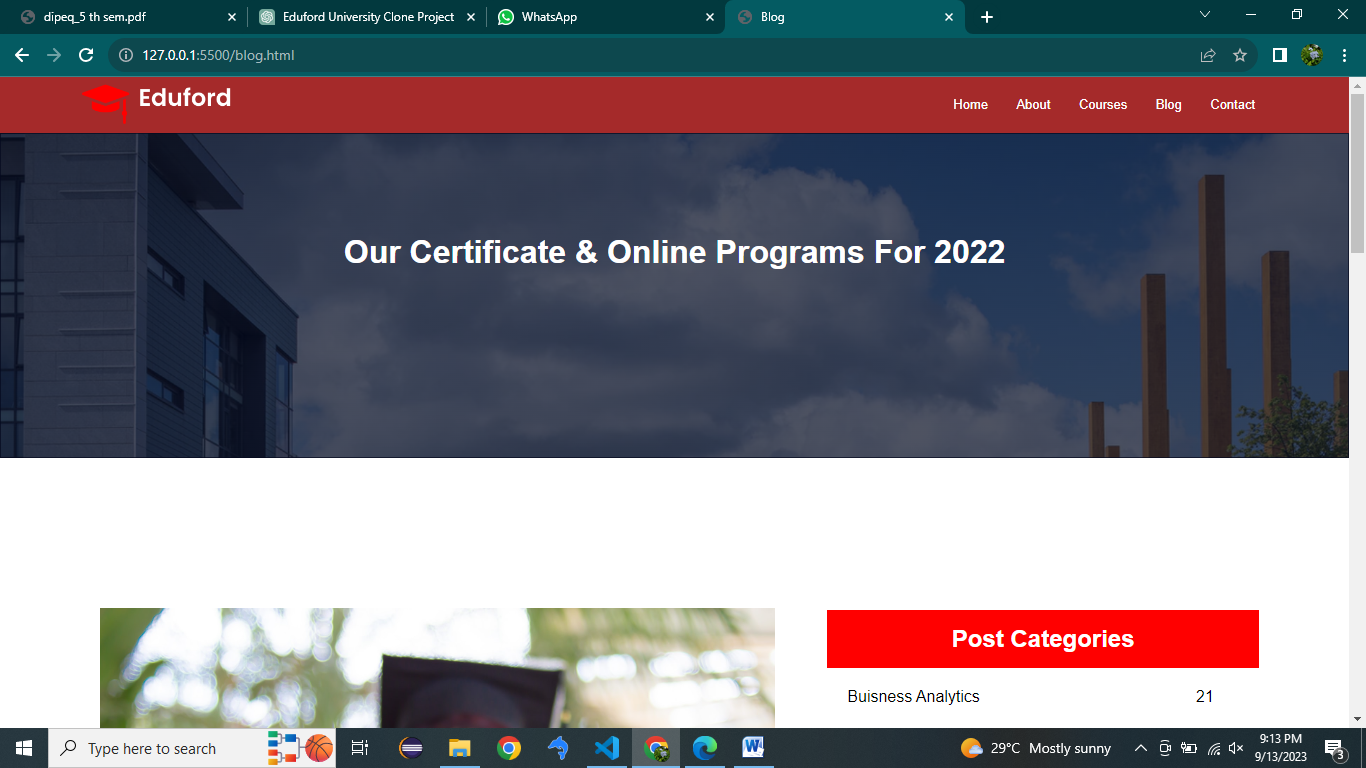 dipeq_5 th sem.pdf
Eduford University Clone Project
WhatsApp
Blog
127.0.0.1:5500/blog.html
Eduford
Home
About
Courses
Blog
Contact
Our Certificate & Online Programs For 2022
Post Categories
Buisness Analytics
21
Type here to search
29°C Mostly sunny
9:13 PM
9/13/2023
3